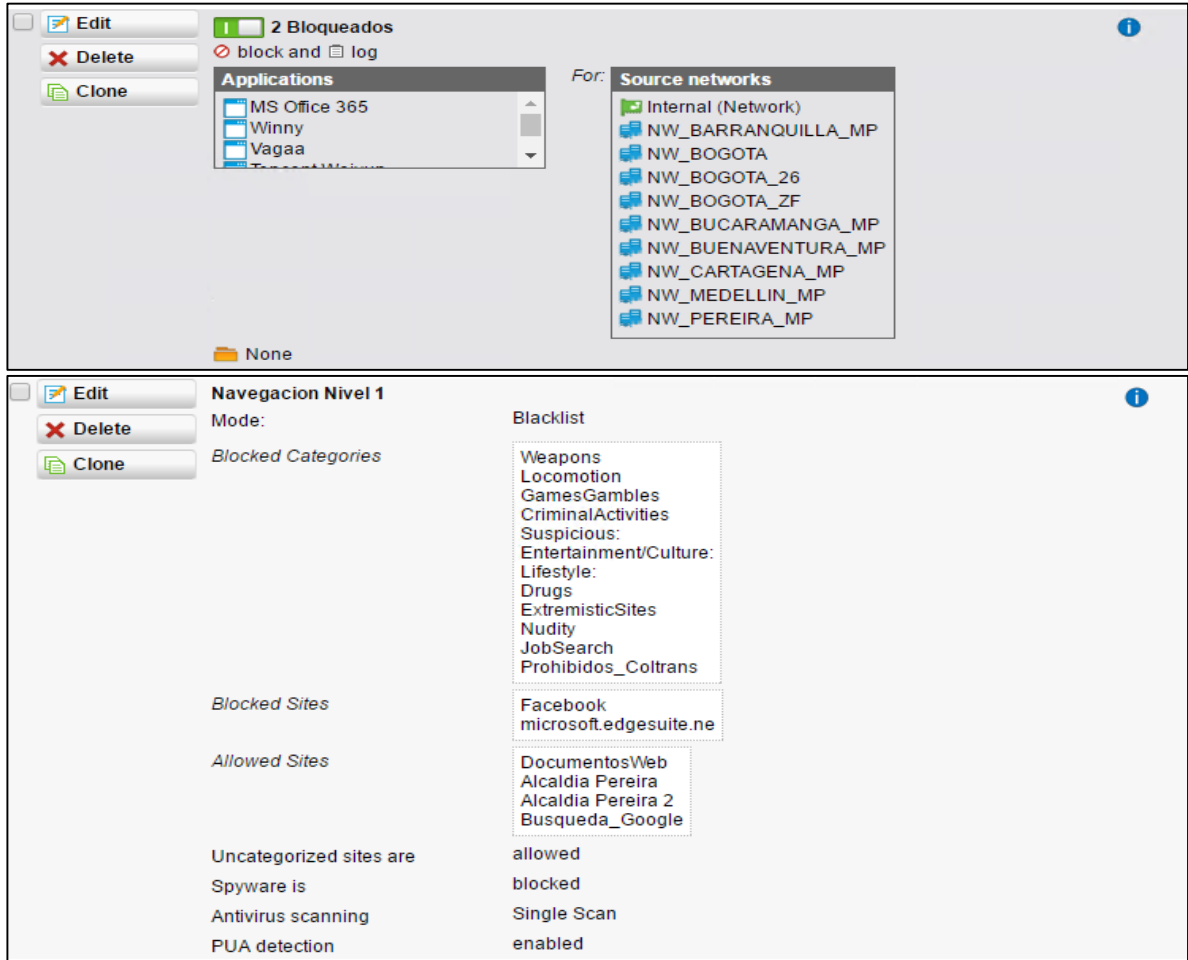 Edit
2 Bloqueados
Delete
block and log
Clone
Applications
For:
Source networks
MS Office 365
Winny
Vagaa
Internal (Network)
NW_BARRANQUILLA_MP
NW_BOGOTA
NW_BOGOTA_26
NW_BOGOTA_ZF
NW_BUCARAMANGA_MP
NW_BUENAVENTURA_MP
NW_CARTAGENA_MP
NW_MEDELLIN_MP
NW_PEREIRA_MP
None
Edit
Navegacion Nivel 1
Delete
Mode: Blacklist
Clone
Blocked Categories
Weapons
Locomotion
GamesGambles
CriminalActivities
Suspicious:
Entertainment/Culture:
Lifestyle:
Drugs
ExtremisticSites
Nudity
JobSearch
Prohibidos_Coltrans
Blocked Sites
Facebook
microsoft.edgesuite.ne
Allowed Sites
DocumentosWeb
Alcaldia Pereira
Alcaldia Pereira 2
Busqueda_Google
Uncategorized sites are allowed
Spyware is blocked
Antivirus scanning Single Scan
PUA detection enabled